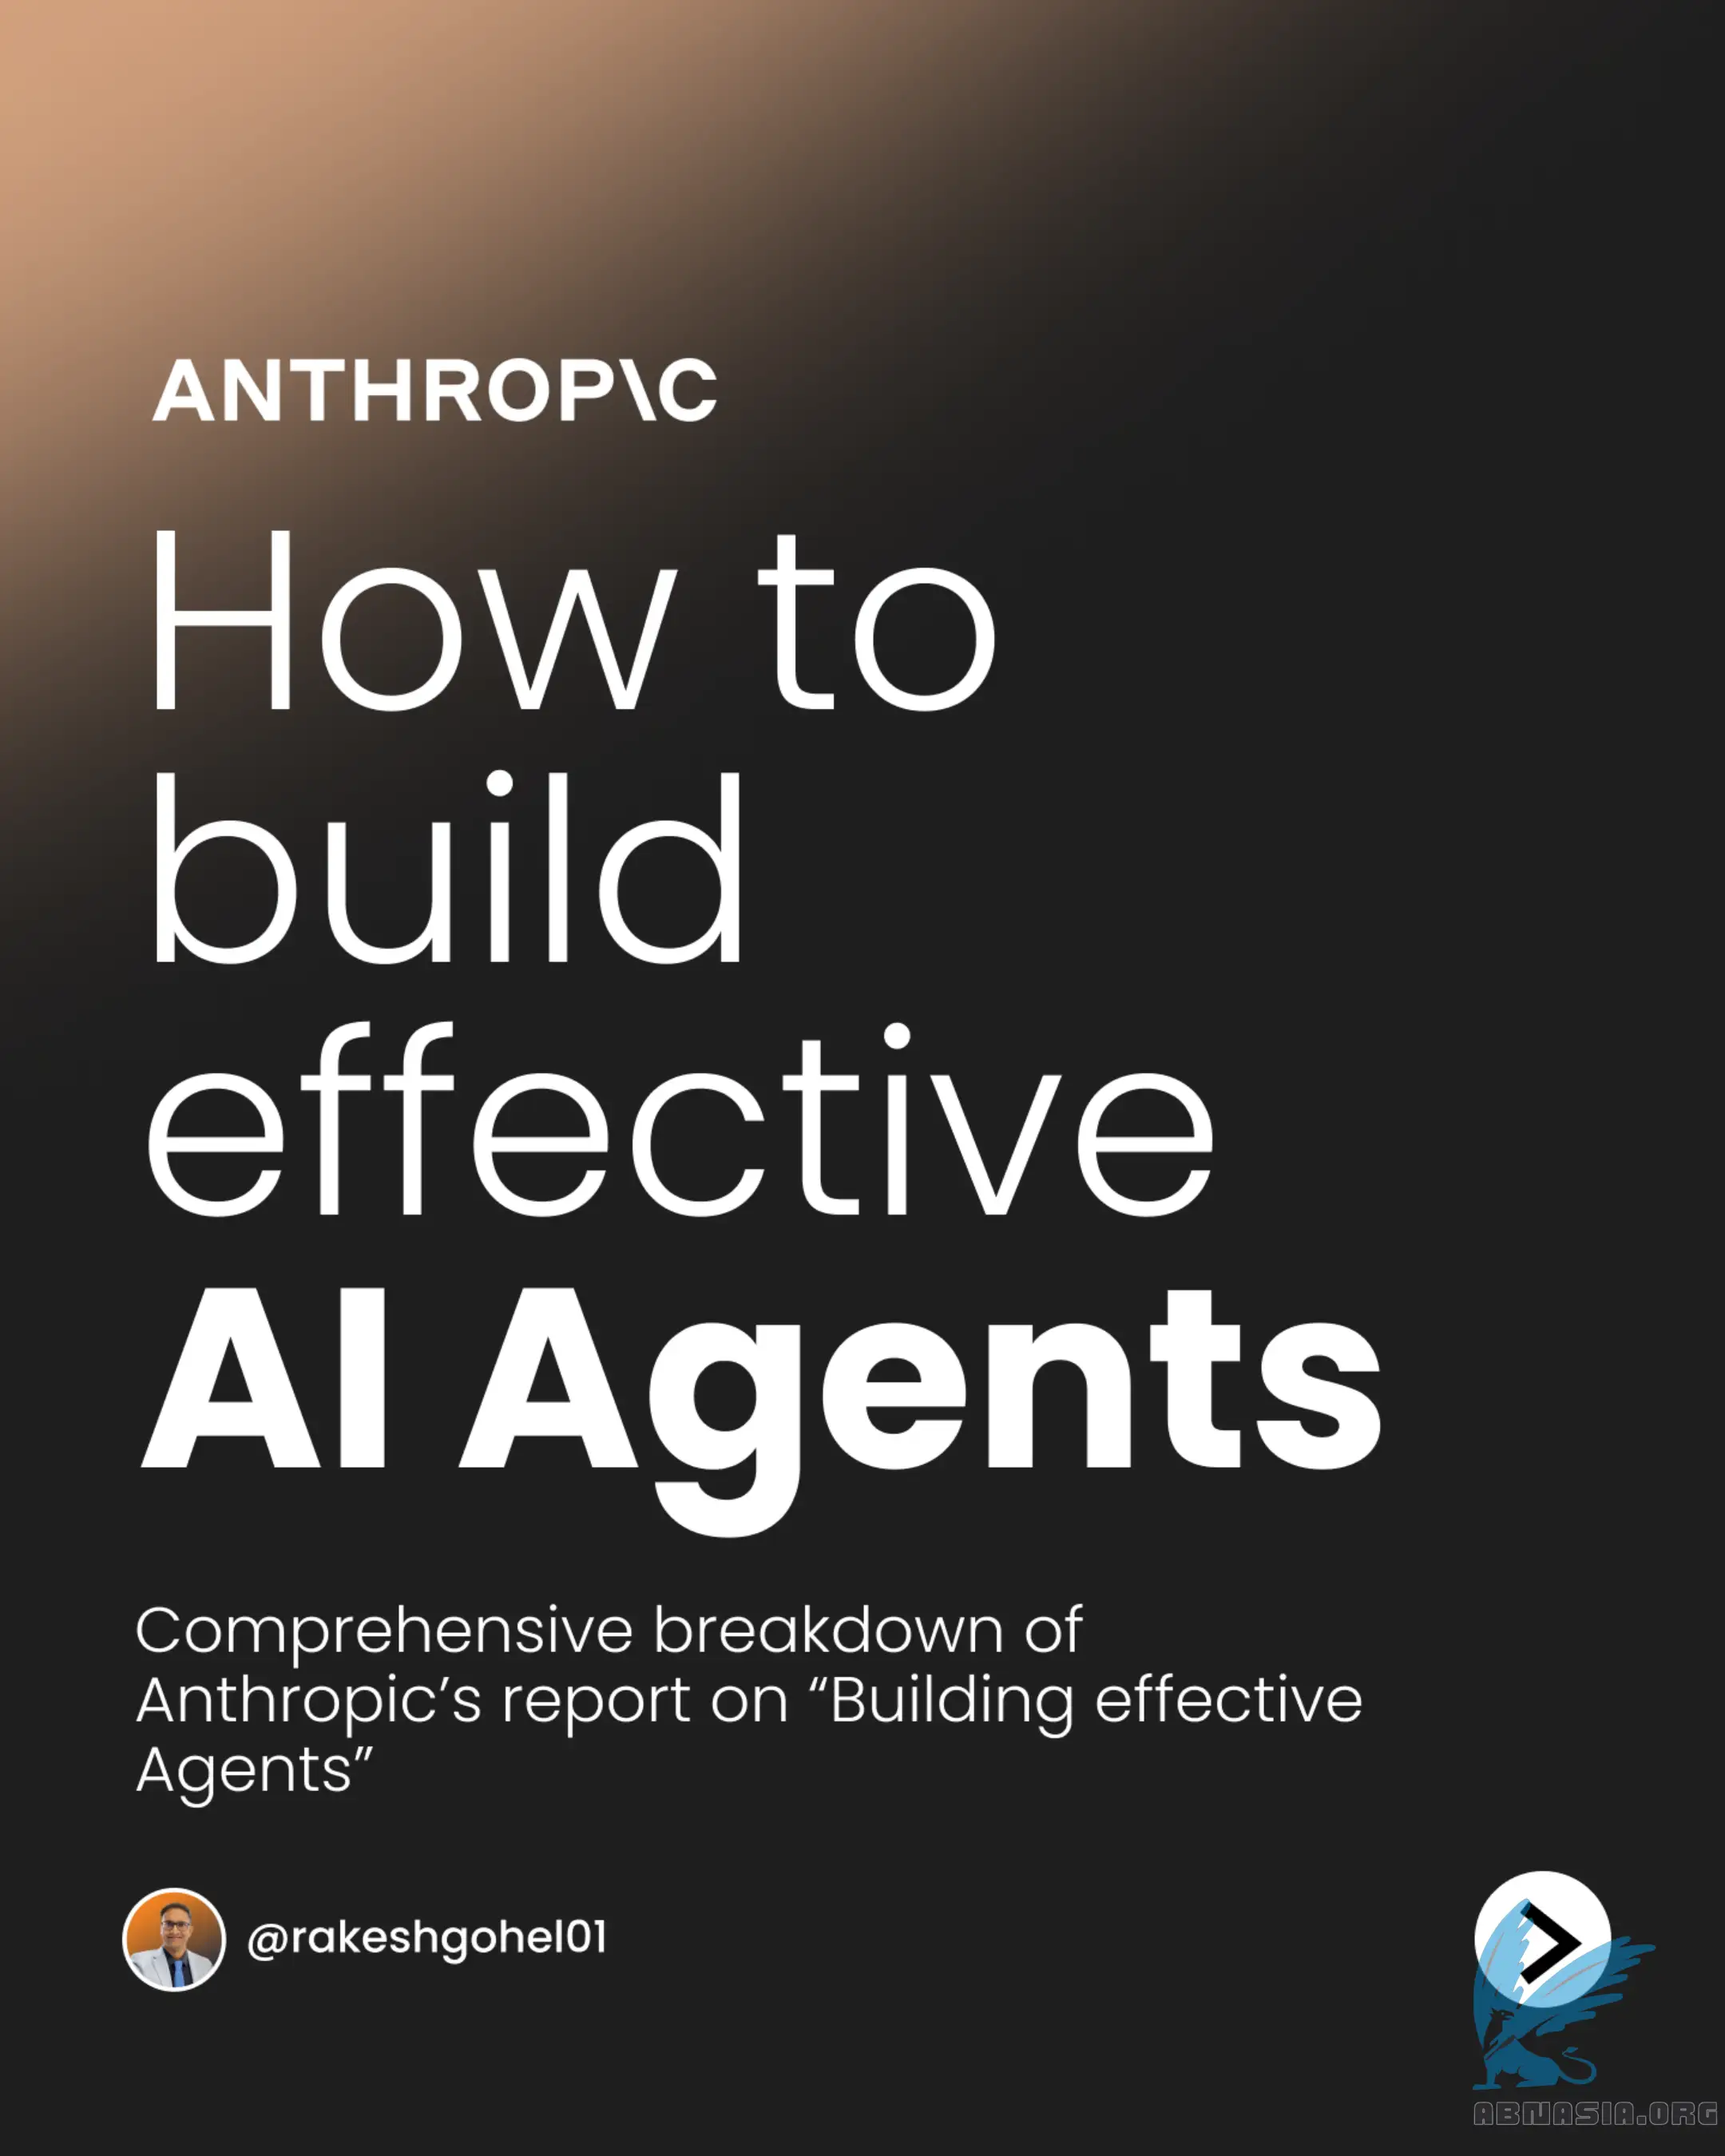 ANTHROP\C
How to
build
effective
AI Agents
Comprehensive breakdown of
Anthropic’s report on “Building effective
Agents”
@rakeshgohel01
ABNASIA.ORG